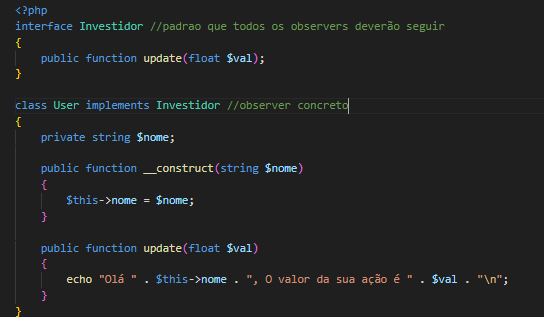 <?php
interface Investidor //padrao que todos os observers deverão seguir
{
public function update(float $val);
}
class User implements Investidor //observer concreto
{
private string $nome;
public function __construct(string $nome)
{
$this->nome = $nome;
}
public function update(float $val)
{
echo "Olá " . $this->nome . ", O valor da sua ação é " . $val . "\n";
}
}